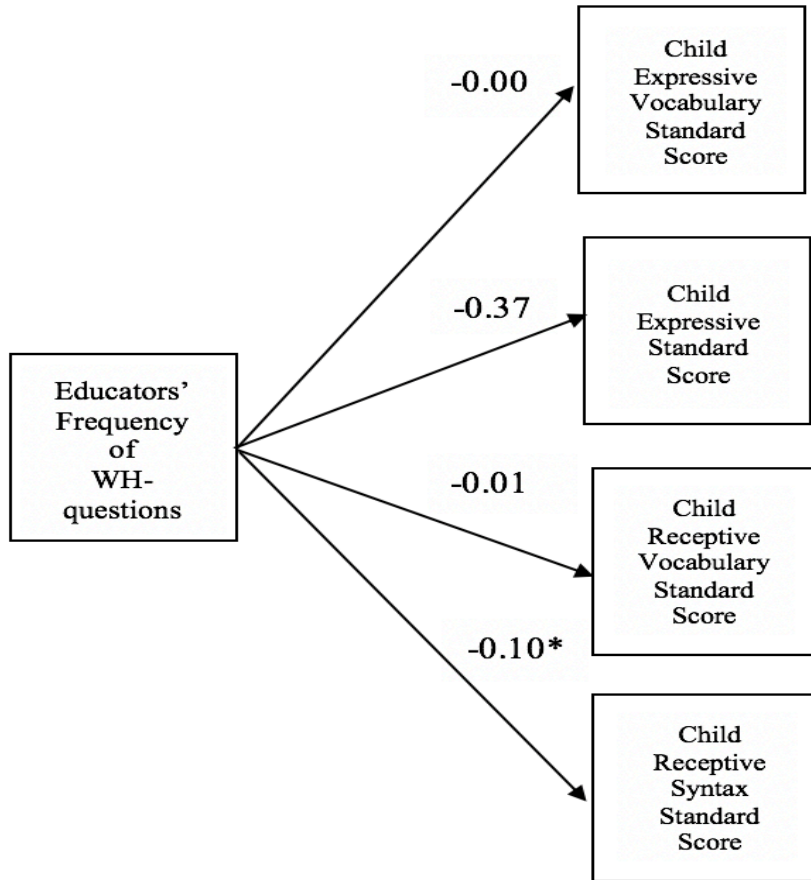 Child
Expressive
Vocabulary
Standard
Score
-0.00
Child
Expressive
Standard
Score
-0.37
Educators’
Frequency
of
WH-
questions
-0.01
Child
Receptive
Vocabulary
Standard
Score
-0.10*
Child
Receptive
Syntax
Standard
Score